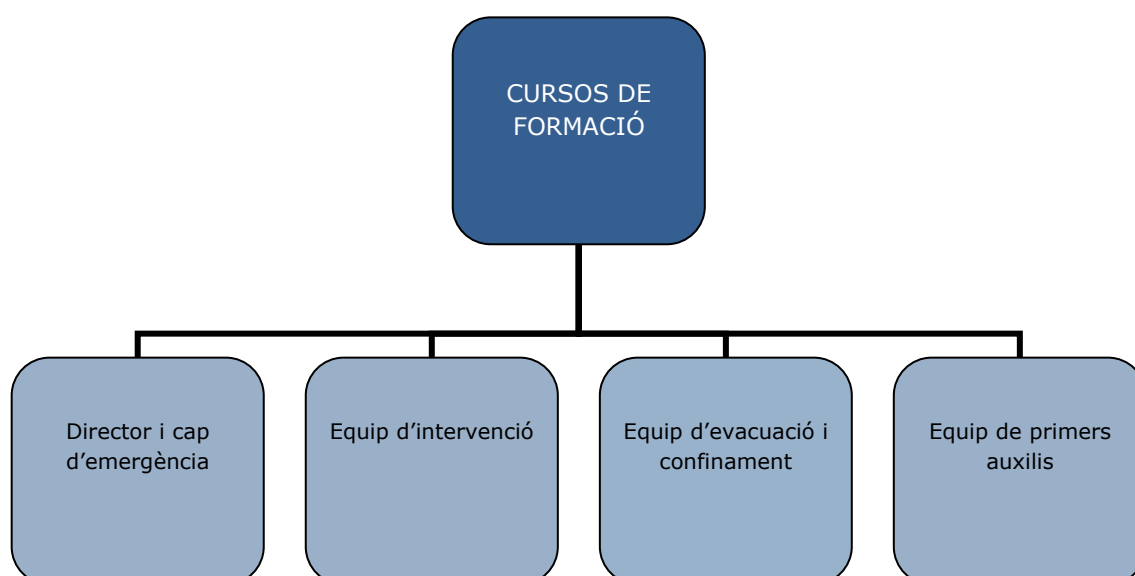 CURSOS DE
FORMACIÓ
Director i cap
d’emergència
Equip d’intervenció
Equip d’evacuació i
confinament
Equip de primers
auxilis